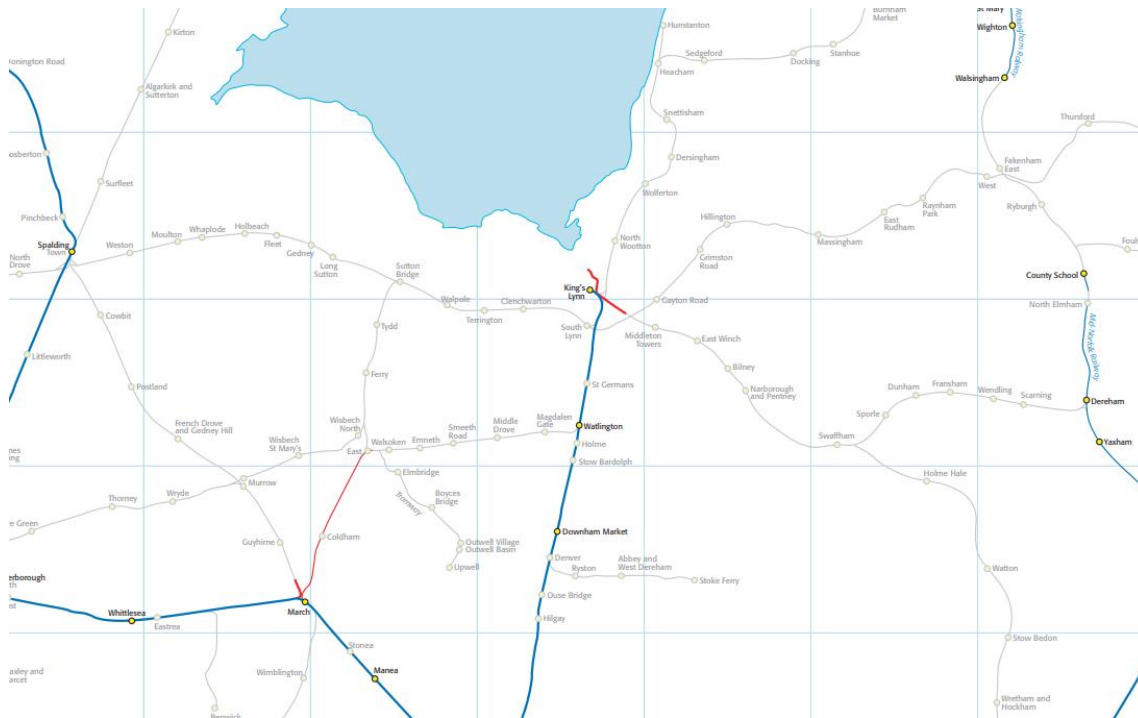 St Mary
Burnham
Market
Hunstanton
Wighton
Kirton
Stanhoe
Wokingham Railway
Sedgeford
Docking
Donington Road
Heacham
Walsingham
Algarkirk and
Sutterton
Snettisham
Thursford
Gosberton
Dersingham
Fakenham
East
West
Surfleet
Wolferton
Raynham
Park
Ryburgh
Pinchbeck
Holbeach
Hillington
East
Rudham
Whaplode
Moulton
Fleet
North
Wootton
Massingham
Spalding
Town
Weston
Gedney
Long
Sutton
Grimston
Road
North
Drove
Sutton
Bridge
County School
King's
Lynn
Walpole
Clenchwarton
Gayton Road
North Elmham
Cowbit
Terrington
Tydd
South
Lynn
Middleton
Towers
East Winch
Mid-Norfolk Railway
Littleworth
Bilney
Postland
Ferry
St Germans
Narborough
and Pentney
Dunham
Fransham
Wendling
Scarning
Dereham
French Drove
and Gedney Hill
Wisbech
North
Middle
Drove
Magdalen
Gate
Sporle
Wisbech
St Mary's
Walsoken
Emneth
Smeeth
Road
Watlington
East
Holme
Swaffham
Yaxham
Stow Bardolph
Elmbridge
Murrow
Holme Hale
Thorney
Wryde
Tramway
Boyces
Bridge
Coldham
Downham Market
Guyhirne
Outwell Village
Outwell Basin
Upwell
Denver
Ryston
Abbey and
West Dereham
Stoke Ferry
Watton
Ouse Bridge
Whittlesea
March
Eastrea
Hilgay
Stow Bedon
Stonea
Wimblington
Manea
Wretham and
Hockham
Benwick